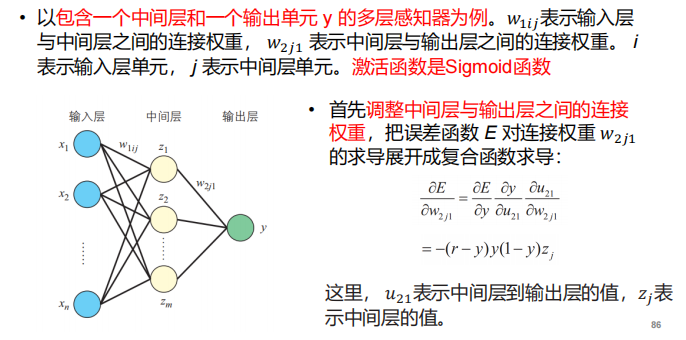 • 以包含一个中间层和一个输出单元 y 的多层感知器为例。$w_{1ij}$表示输入层
与中间层之间的连接权重，$w_{2j1}$ 表示中间层与输出层之间的连接权重。 i
表示输入层单元，j 表示中间层单元。激活函数是Sigmoid函数
输入层 中间层 输出层
$x_1$ $w_{1ij}$ $z_1$
$x_2$ $z_2$ $w_{2j1}$
y
......
......
$x_n$ $z_m$
• 首先调整中间层与输出层之间的连接
权重，把误差函数 E 对连接权重 $w_{2j1}$
的求导展开成复合函数求导：
$\frac{\partial E}{\partial w_{2j1}} = \frac{\partial E}{\partial y} \frac{\partial y}{\partial u_{21}} \frac{\partial u_{21}}{\partial w_{2j1}}$
$= -(r - y)y(1 - y)z_j$
这里，$u_{21}$表示中间层到输出层的值，$z_j$表
示中间层的值。
86